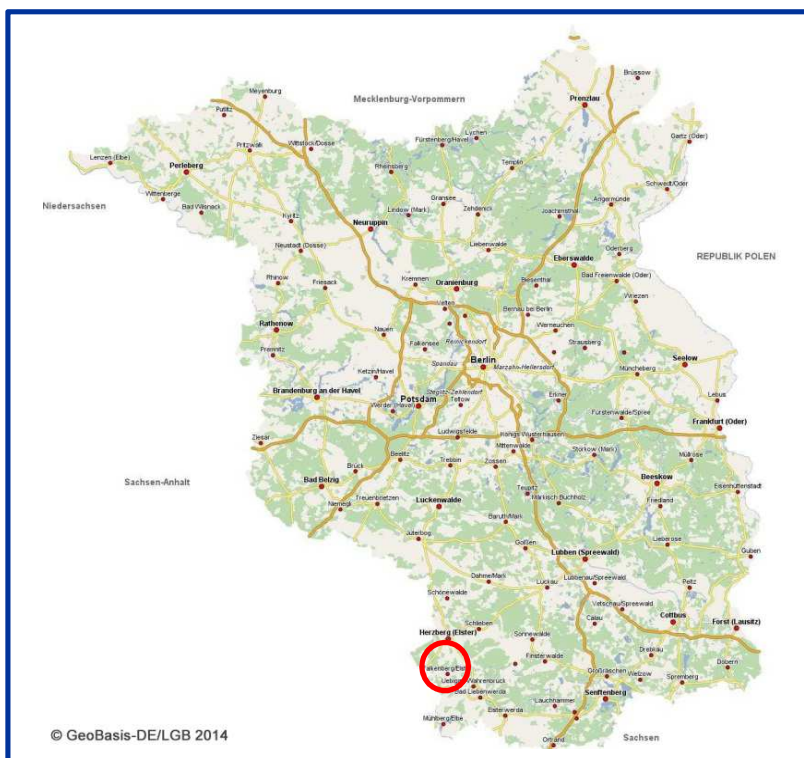 Brüssow
Meyenburg
Mecklenburg-Vorpommern
Prenzlau
Putlitz
Lychen
Gartz (Oder)
Pritzwalk
Wittstock/Dosse
Fürstenberg/Havel
Lenzen (Elbe)
Templin
Perleberg
Rheinsberg
Schwedt/Oder
Wittenberge
Gransee
Angermünde
Niedersachsen
Bad Wilsnack
Kyritz
Lindow (Mark)
Zehdenick
Joachimsthal
Neuruppin
Neustadt (Dosse)
Liebenwalde
Oderberg
REPUBLIK POLEN
Eberswalde
Rhinow
Friesack
Kremmen
Oranienburg
Biesenthal
Bad Freienwalde (Oder)
Velten
Wriezen
Bernau bei Berlin
Rathenow
Nauen
Werneuchen
Falkensee
Reinickendorf
Strausberg
Premnitz
Spandau
Berlin
Marzahn-Hellersdorf
Seelow
Ketzin/Havel
Müncheberg
Brandenburg an der Havel
Potsdam
Steglitz-Zehlendorf
Teltow
Erkner
Lebus
Werder (Havel)
Fürstenwalde/Spree
Frankfurt (Oder)
Ziesar
Ludwigsfelde
Königs Wusterhausen
Mittenwalde
Beelitz
Storkow (Mark)
Müllrose
Brück
Trebbin
Zossen
Sachsen-Anhalt
Bad Belzig
Beeskow
Eisenhüttenstadt
Teupitz
Märkisch Buchholz
Niemegk
Treuenbrietzen
Luckenwalde
Friedland
Baruth/Mark
Jüterbog
Golßen
Lieberose
Guben
Lübben (Spreewald)
Dahme/Mark
Luckau
Lübbenau/Spreewald
Peitz
Schönewalde
Vetschau/Spreewald
Cottbus
Forst (Lausitz)
Schlieben
Calau
Herzberg (Elster)
Sonnewalde
Drebkau
Finsterwalde
Döbern
Großräschen
Welzow
Spremberg
Bad Liebenwerda
Lauchhammer
Senftenberg
Mühlberg/Elbe
Elsterwerda
Ortrand
Sachsen
© GeoBasis-DE/LGB 2014